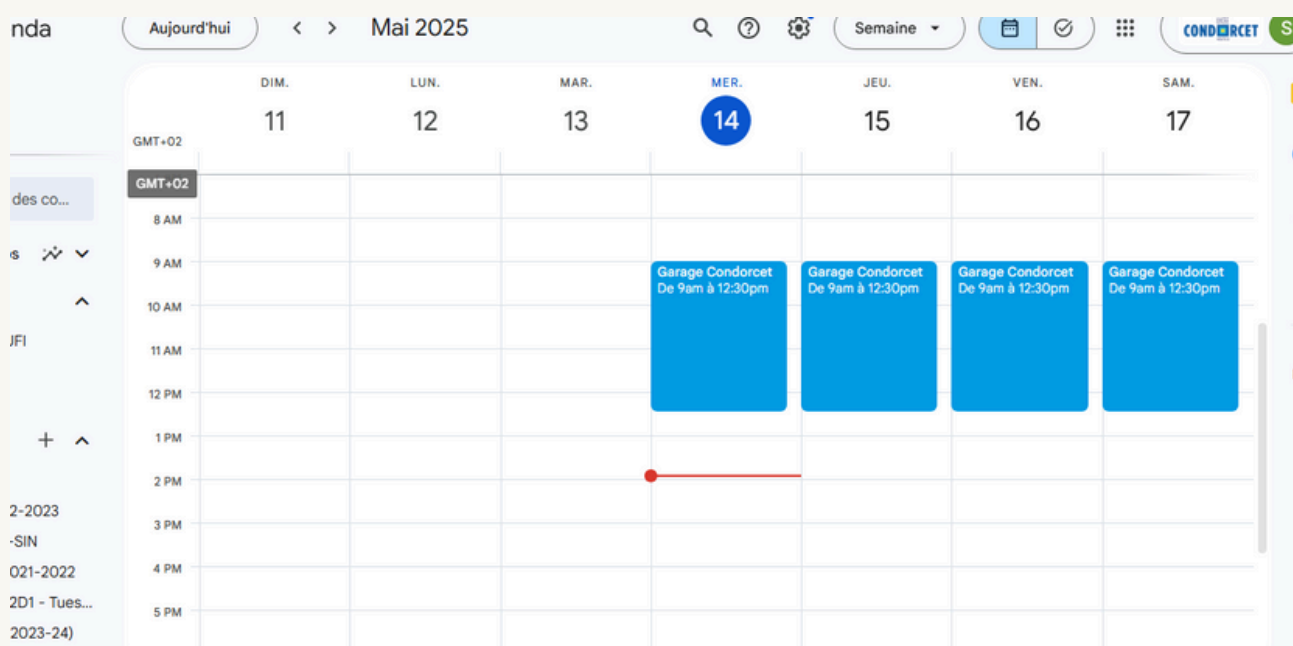 nda
Aujourd'hui
Mai 2025
Semaine
CONDORCET
S
DIM.
LUN.
MAR.
MER.
JEU.
VEN.
SAM.
11
12
13
14
15
16
17
GMT+02
GMT+02
des co...
8 AM
s
9 AM
10 AM
JFI
11 AM
12 PM
1 PM
2 PM
2-2023
3 PM
-SIN
4 PM
021-2022
2D1 - Tues...
5 PM
2023-24)
Garage Condorcet
De 9am à 12:30pm
Garage Condorcet
De 9am à 12:30pm
Garage Condorcet
De 9am à 12:30pm
Garage Condorcet
De 9am à 12:30pm